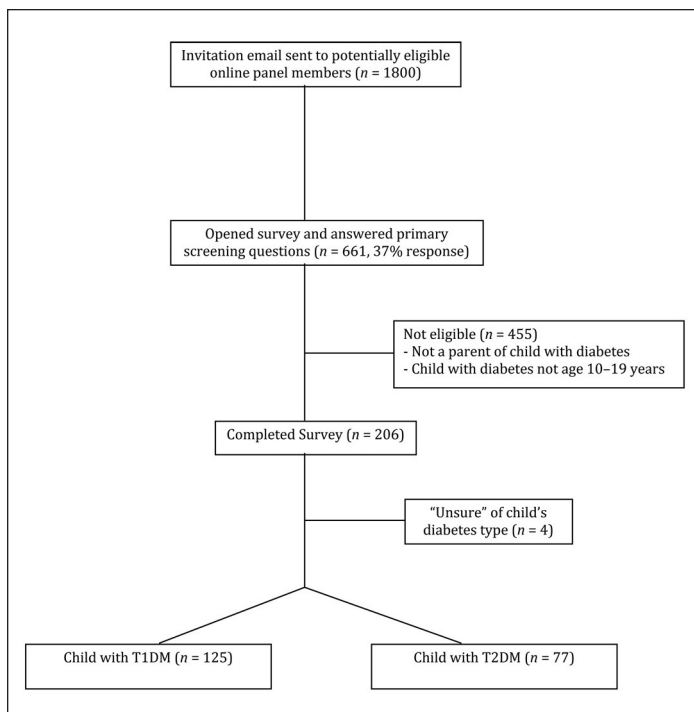 Invitation email sent to potentially eligible
online panel members (n = 1800)
Opened survey and answered primary
screening questions (n = 661, 37% response)
Not eligible (n = 455)
- Not a parent of child with diabetes
- Child with diabetes not age 10–19 years
Completed Survey (n = 206)
“Unsure” of child’s
diabetes type (n = 4)
Child with T1DM (n = 125)
Child with T2DM (n = 77)